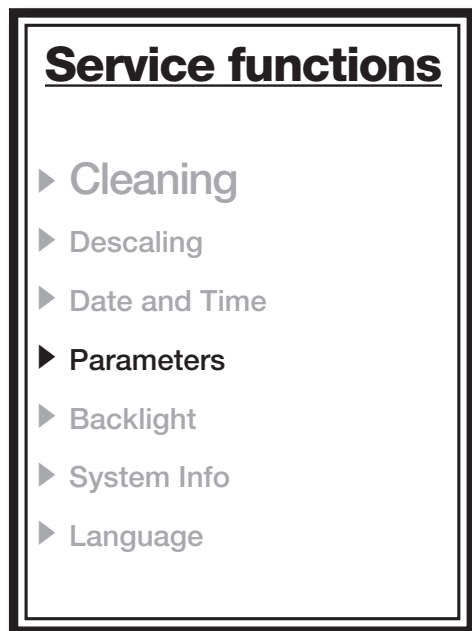 Service functions
Cleaning
Descaling
Date and Time
Parameters
Backlight
System Info
Language